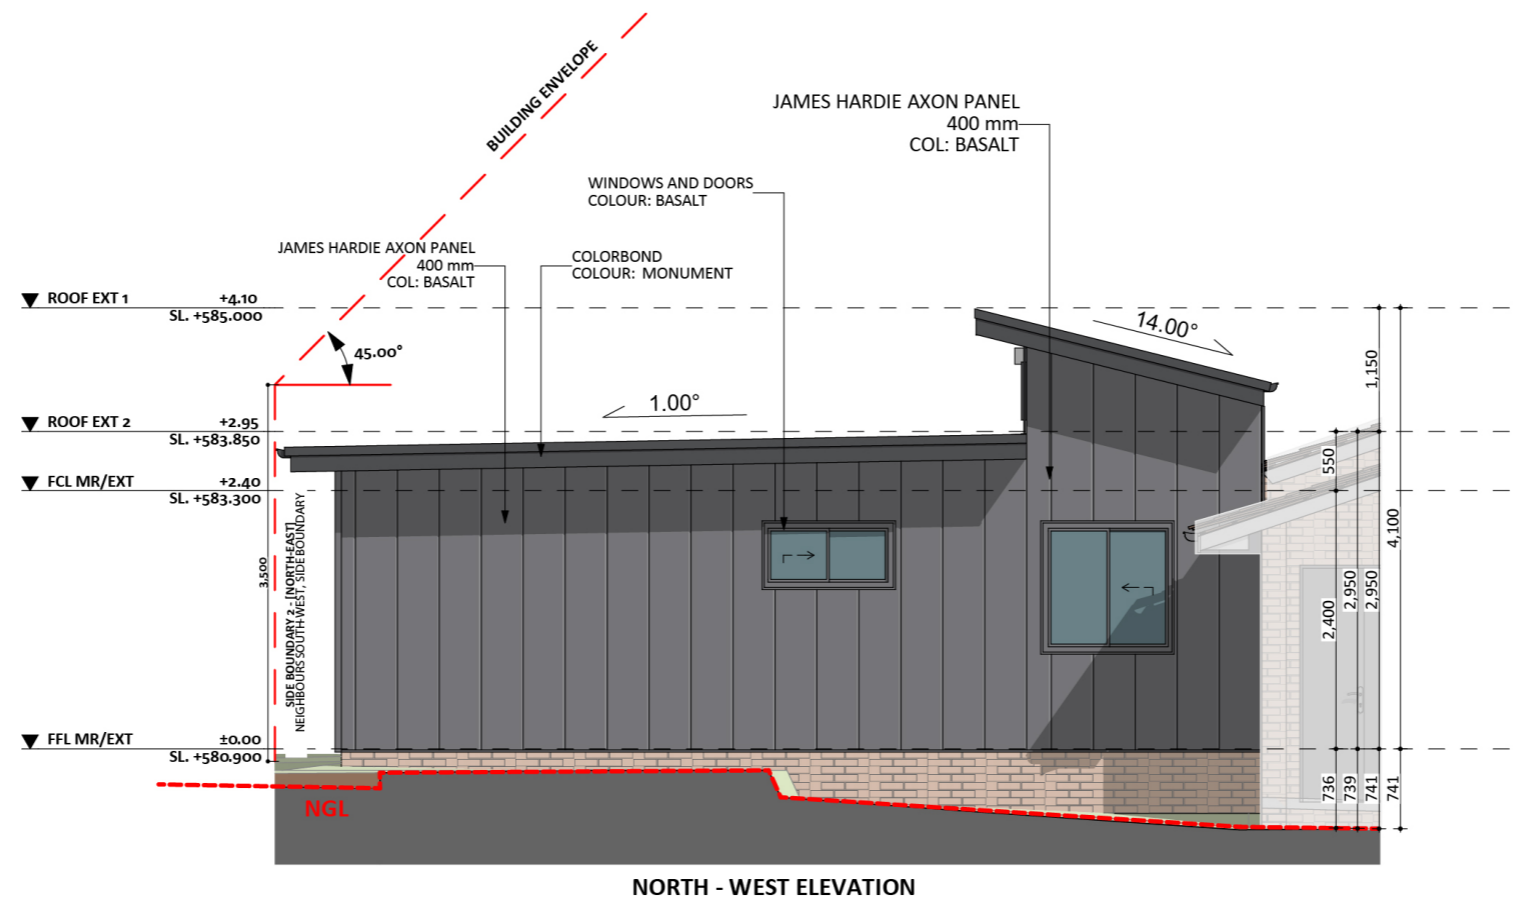 BUILDING ENVELOPE
JAMES HARDIE AXON PANEL
400 mm
COL: BASALT
WINDOWS AND DOORS
COLOUR: BASALT
JAMES HARDIE AXON PANEL
400 mm
COL: BASALT
COLORBOND
COLOUR: MONUMENT
ROOF EXT 1 +4.10
SL. +585.000
14.00°
45.00°
1,150
1.00°
ROOF EXT 2 +2.95
SL. +583.850
550
FCL MR/EXT +2.40
SL. +583.300
4,100
SIDE BOUNDARY 2 - [NORTH-EAST]
NEIGHBOURS SOUTH-WEST, SIDE BOUNDARY
3,500
2,400
2,950
2,950
FFL MR/EXT ±0.00
SL. +580.900
736
739
741
741
NGL
NORTH - WEST ELEVATION